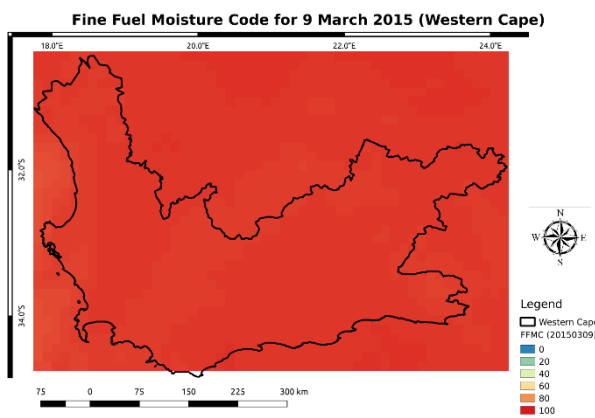 Fine Fuel Moisture Code for 9 March 2015 (Western Cape)
18.0°E 20.0°E 22.0°E 24.0°E
32.0°S
34.0°S
N
W E
S
Legend
Western Cape
FFMC (20150309)
0
20
40
60
80
100
75 0 75 150 225 300 km